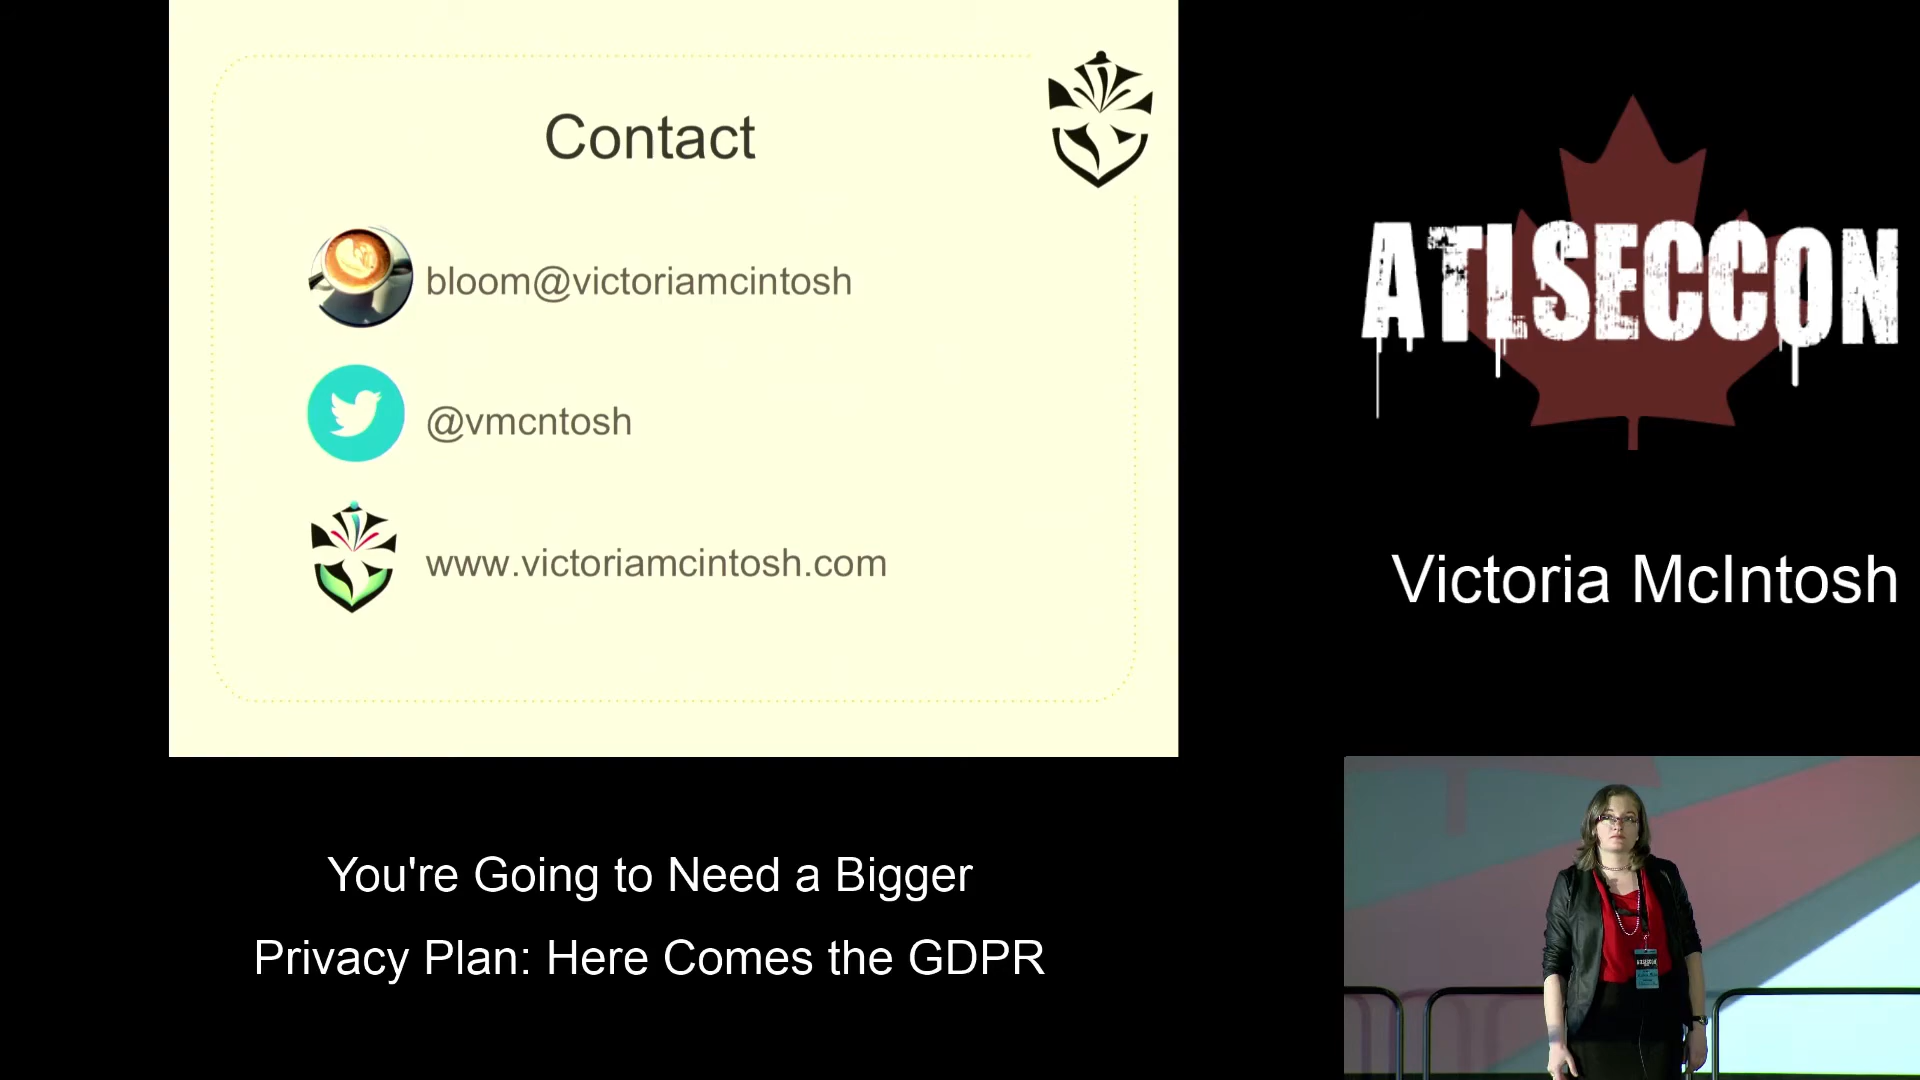 Contact
bloom@victoriamcintosh
@vmcntosh
www.victoriamcintosh.com
ATLSECCON
Victoria McIntosh
You're Going to Need a Bigger
Privacy Plan: Here Comes the GDPR